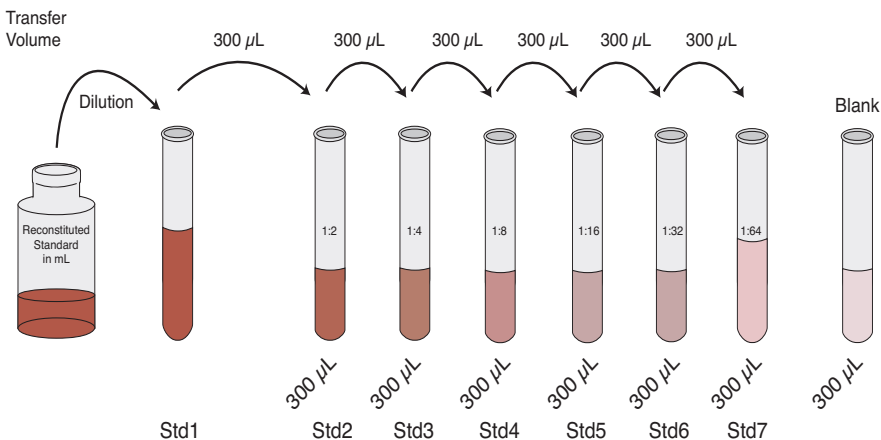 Transfer
Volume
300 µL
300 µL
300 µL
300 µL
300 µL
300 µL
Dilution
Blank
Reconstituted
Standard
in mL
1:2
1:4
1:8
1:16
1:32
1:64
300 µL
300 µL
300 µL
300 µL
300 µL
300 µL
300 µL
Std1
Std2
Std3
Std4
Std5
Std6
Std7